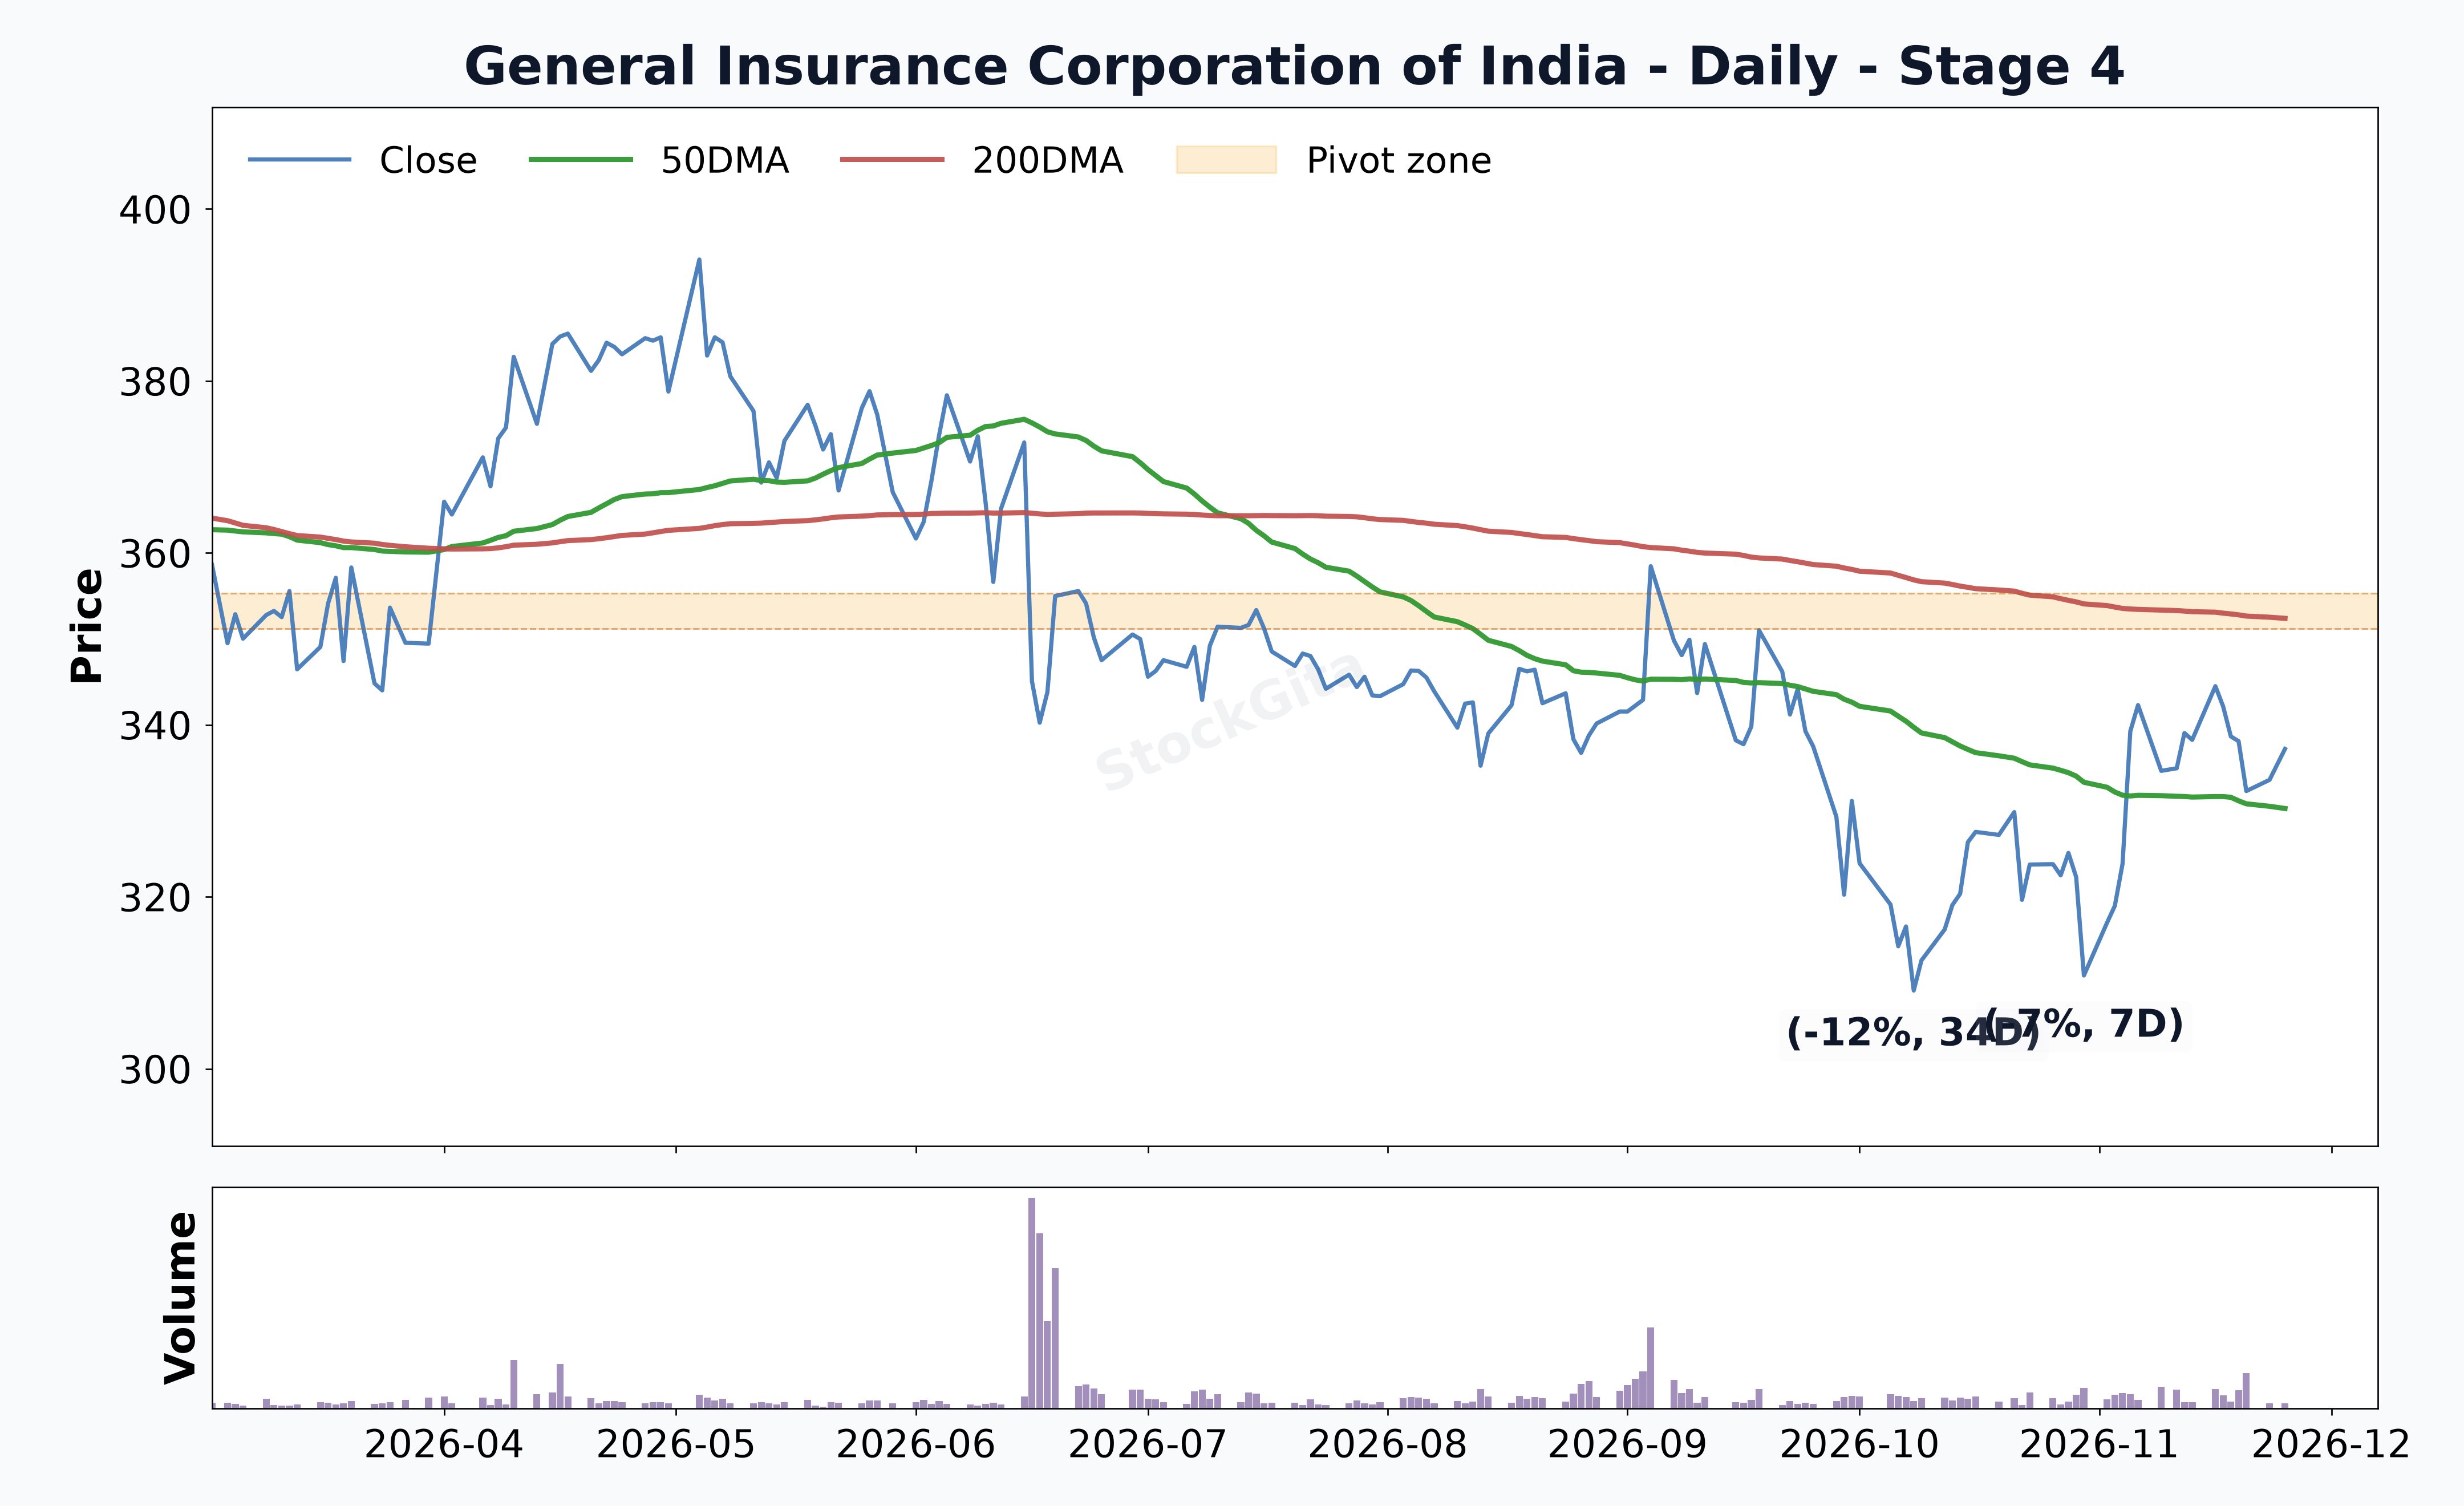 General Insurance Corporation of India - Daily - Stage 4
Close 50DMA 200DMA Pivot zone
400
380
360
340
320
300
Price
StockGita
(-12%, 34D)
(-7%, 7D)
Volume
2026-04 2026-05 2026-06 2026-07 2026-08 2026-09 2026-10 2026-11 2026-12